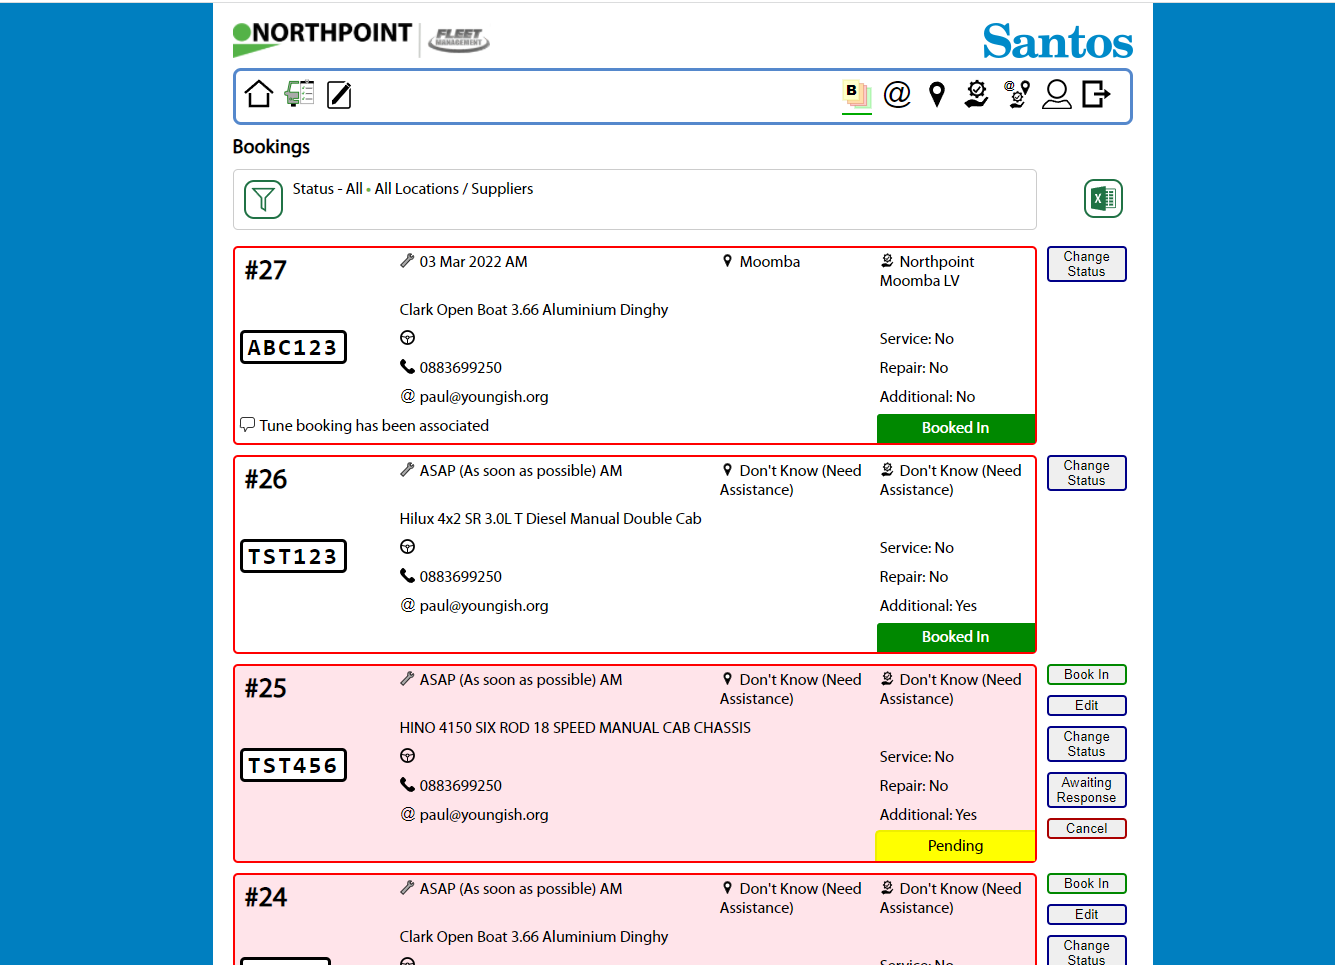 NORTHPOINT
FLEET
MANAGEMENT
Santos
B
@
@
Bookings
Status - All • All Locations / Suppliers
X
#27
03 Mar 2022 AM
Moomba
Northpoint
Moomba LV
Change
Status
Clark Open Boat 3.66 Aluminium Dinghy
ABC123
Service: No
0883699250
Repair: No
@ paul@youngish.org
Additional: No
Tune booking has been associated
Booked In
#26
ASAP (As soon as possible) AM
Don't Know (Need
Assistance)
Don't Know (Need
Assistance)
Change
Status
Hilux 4x2 SR 3.0L T Diesel Manual Double Cab
TST123
Service: No
0883699250
Repair: No
@ paul@youngish.org
Additional: Yes
Booked In
#25
ASAP (As soon as possible) AM
Don't Know (Need
Assistance)
Don't Know (Need
Assistance)
Book In
Edit
Change
Status
Awaiting
Response
Cancel
HINO 4150 SIX ROD 18 SPEED MANUAL CAB CHASSIS
TST456
Service: No
0883699250
Repair: No
@ paul@youngish.org
Additional: Yes
Pending
#24
ASAP (As soon as possible) AM
Don't Know (Need
Assistance)
Don't Know (Need
Assistance)
Book In
Edit
Change
Status
Clark Open Boat 3.66 Aluminium Dinghy
Service: No